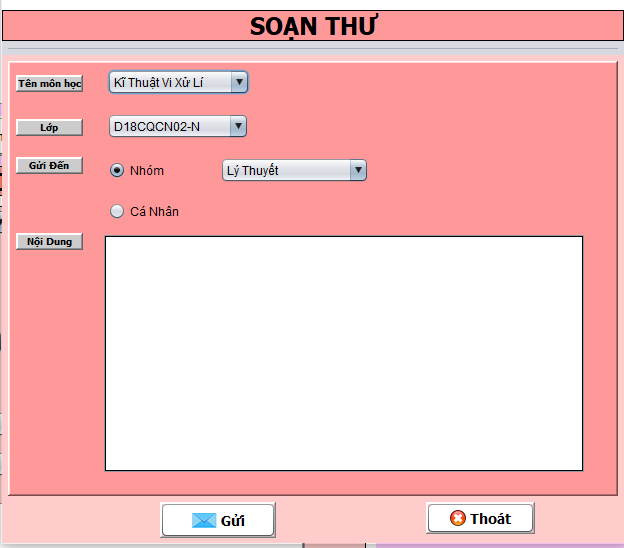 SOẠN THƯ
Tên môn học
Kĩ Thuật Vi Xử Lí
Lớp
D18CQCN02-N
Gửi Đến
Nhóm
Lý Thuyết
Cá Nhân
Nội Dung
Gửi
Thoát